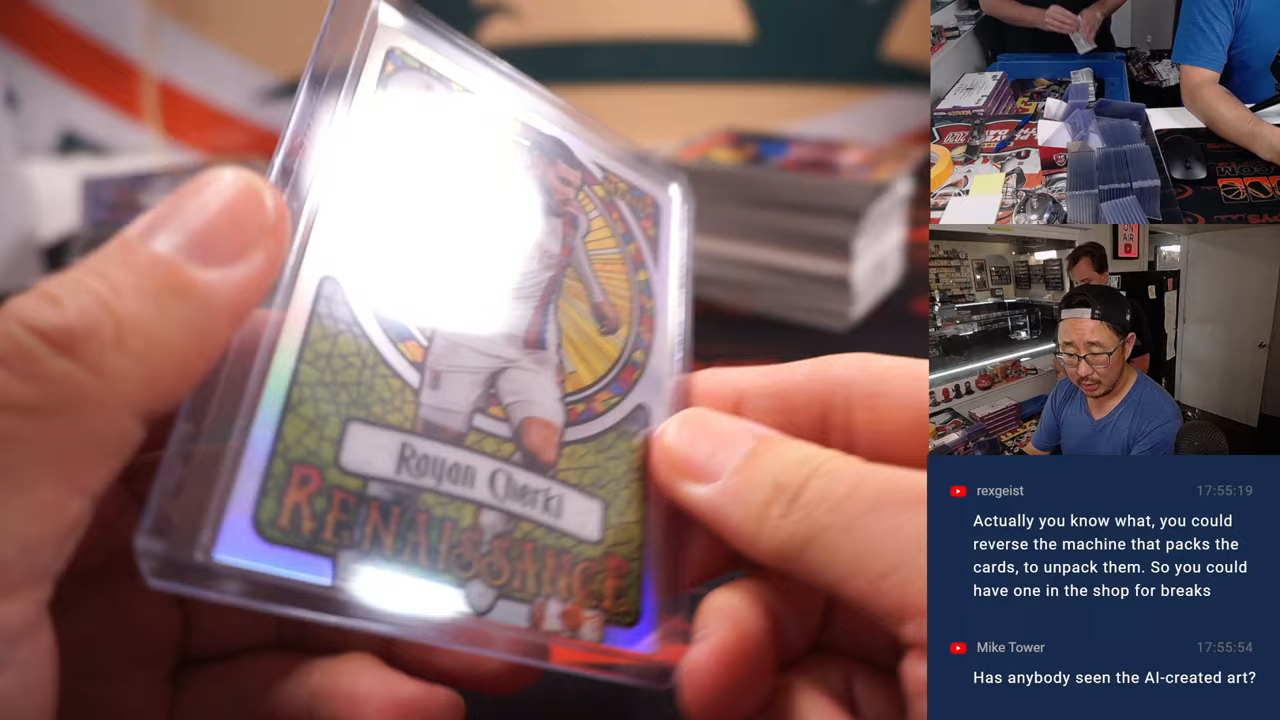 Rayan Cherki
RENAISSANCE
ON
AIR
rexgeist
17:55:19
Actually you know what, you could
reverse the machine that packs the
cards, to unpack them. So you could
have one in the shop for breaks
Mike Tower
17:55:54
Has anybody seen the AI-created art?